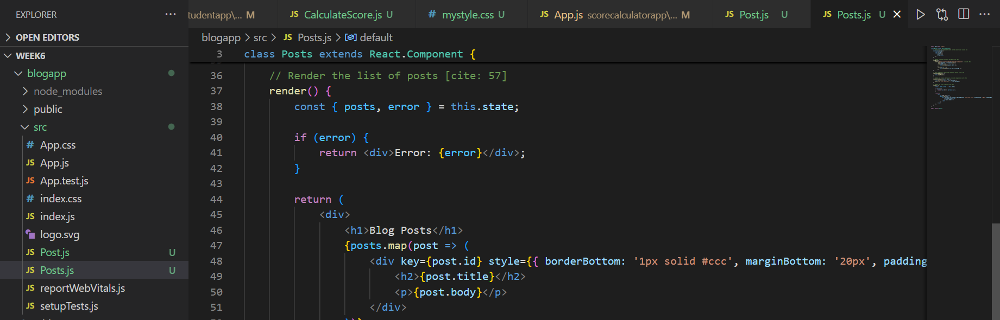 EXPLORER
OPEN EDITORS
WEEK6
blogapp
node_modules
public
src
# App.css
JS App.js
JS App.test.js
# index.css
JS index.js
logo.svg
JS Post.js U
JS Posts.js U
JS reportWebVitals.js
JS setupTests.js
tudentapp\... M
JS CalculateScore.js U
# mystyle.css U
JS App.js scorecalculatorapp\... M
JS Post.js U
JS Posts.js U
blogapp > src > JS Posts.js > default
3 class Posts extends React.Component {
36 // Render the list of posts [cite: 57]
37 render() {
38 const { posts, error } = this.state;
39
40 if (error) {
41 return <div>Error: {error}</div>;
42 }
43
44 return (
45 <div>
46 <h1>Blog Posts</h1>
47 {posts.map(post => (
48 <div key={post.id} style={{ borderBottom: '1px solid #ccc', marginBottom: '20px', padding
49 <h2>{post.title}</h2>
50 <p>{post.body}</p>
51 </div>